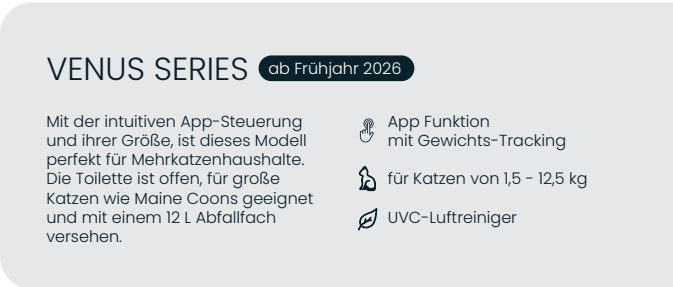 VENUS SERIES ab Frühjahr 2026
Mit der intuitiven App-Steuerung
und ihrer Größe, ist dieses Modell
perfekt für Mehrkatzenhaushalte.
Die Toilette ist offen, für große
Katzen wie Maine Coons geeignet
und mit einem 12 L Abfallfach
versehen.
App Funktion
mit Gewichts-Tracking
für Katzen von 1,5 - 12,5 kg
UVC-Luftreiniger